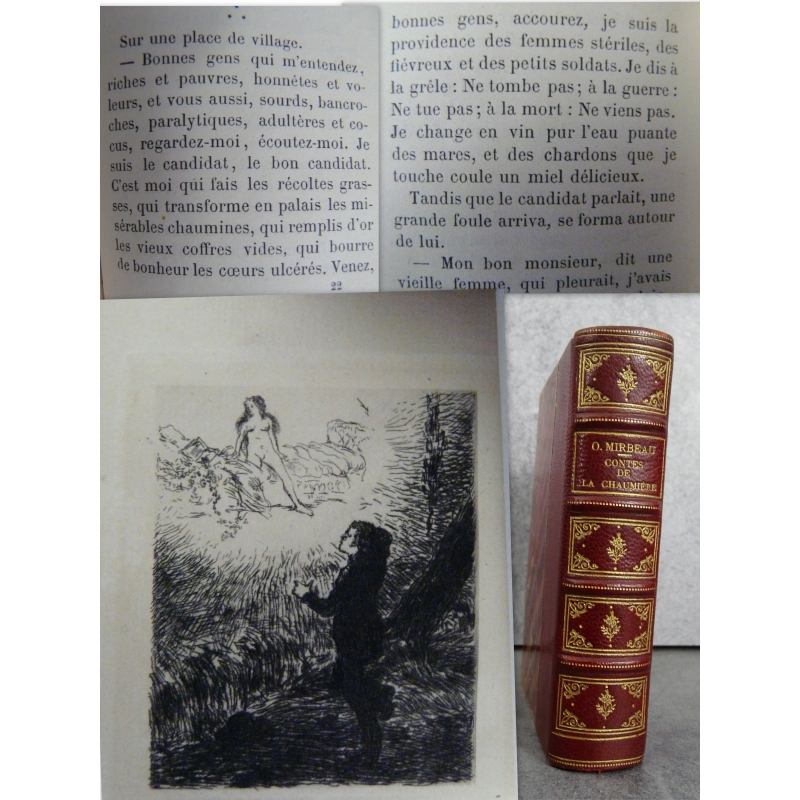 Sur une place de village.
— Bonnes gens qui m'entendez,
riches et pauvres, honnêtes et vo-
leurs, et vous aussi, sourds, bancro-
ches, paralytiques, adultères et co-
cus, regardez-moi, écoutez-moi. Je
suis le candidat, le bon candidat.
C'est moi qui fais les récoltes gras-
ses, qui transforme en palais les mi-
sérables chaumines, qui remplis d'or
les vieux coffres vides, qui bourre
de bonheur les cœurs ulcérés. Venez,
22
bonnes gens, accourez, je suis la
providence des femmes stériles, des
fiévreux et des petits soldats. Je dis à
la grêle : Ne tombe pas ; à la guerre :
Ne tue pas ; à la mort : Ne viens pas.
Je change en vin pur l'eau puante
des mares, et des chardons que je
touche coule un miel délicieux.
Tandis que le candidat parlait, une
grande foule arriva, se forma autour
de lui.
— Mon bon monsieur, dit une
vieille femme, qui pleurait, j'avais
O. MIRBEAU
CONTES
DE
LA CHAUMIÈRE